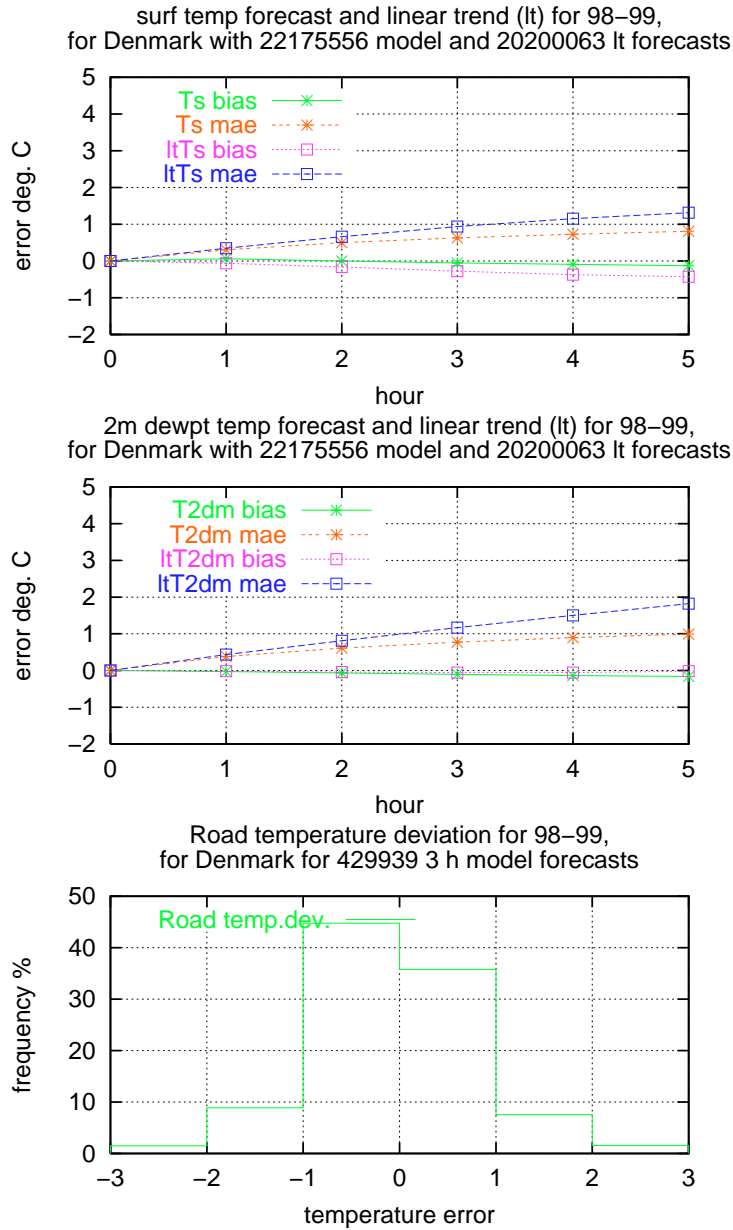 surf temp forecast and linear trend (lt) for 98−99,
for Denmark with 22175556 model and 20200063 lt forecasts
5
4
3
2
1
0
−1
−2
error deg. C
Ts bias
Ts mae
ltTs bias
ltTs mae
0 1 2 3 4 5
hour
2m dewpt temp forecast and linear trend (lt) for 98−99,
for Denmark with 22175556 model and 20200063 lt forecasts
5
4
3
2
1
0
−1
−2
error deg. C
T2dm bias
T2dm mae
ltT2dm bias
ltT2dm mae
0 1 2 3 4 5
hour
Road temperature deviation for 98−99,
for Denmark for 429939 3 h model forecasts
50
40
30
20
10
0
frequency %
Road temp.dev.
−3 −2 −1 0 1 2 3
temperature error